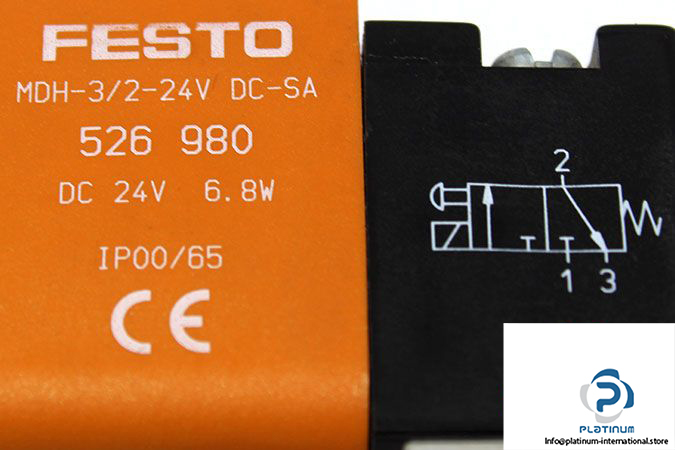 FESTO
MDH-3/2-24V DC-SA
526 980
DC 24V 6.8W
IP00/65
CE
2
1 3
PLATINUM
Info@platinum-international.store